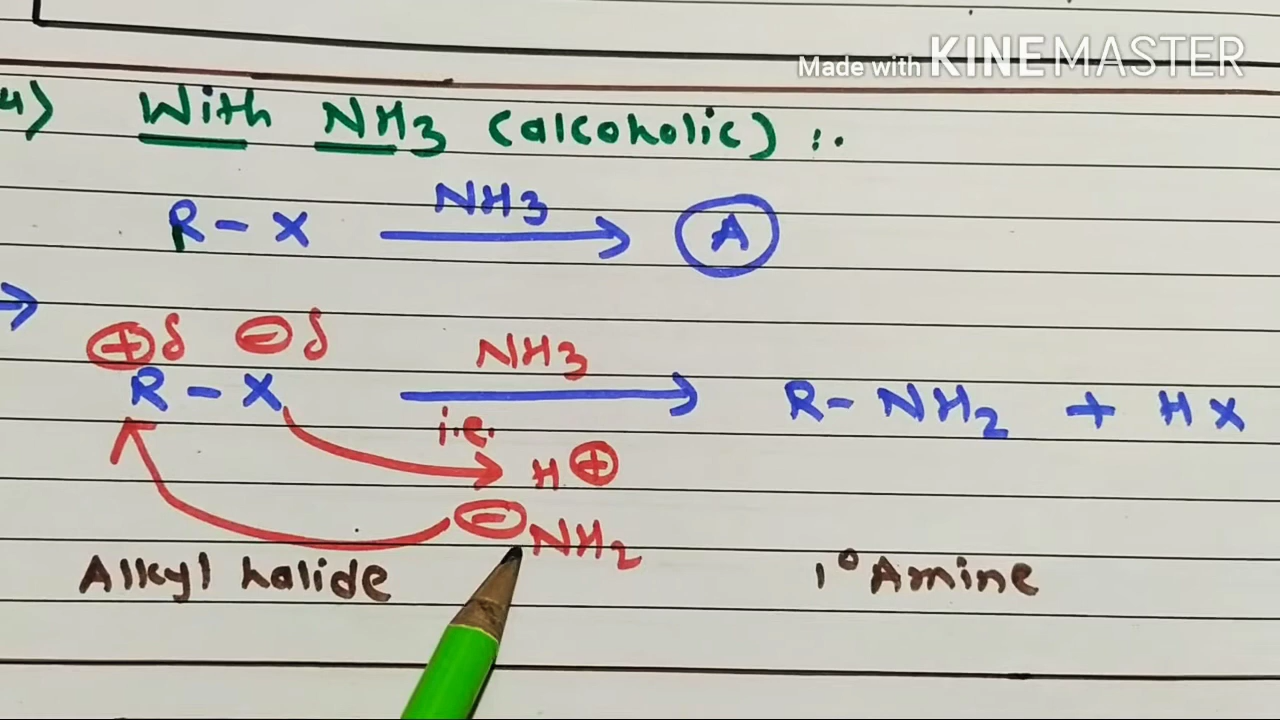 Made with KINEMASTER
4) With NH3 (alcoholic) :.
R - X NH3 → A
→
⊕δ ⊖δ
R - X NH3 → R - NH2 + HX
i.e.
H ⊕
⊖NH2
Alkyl halide 1° Amine